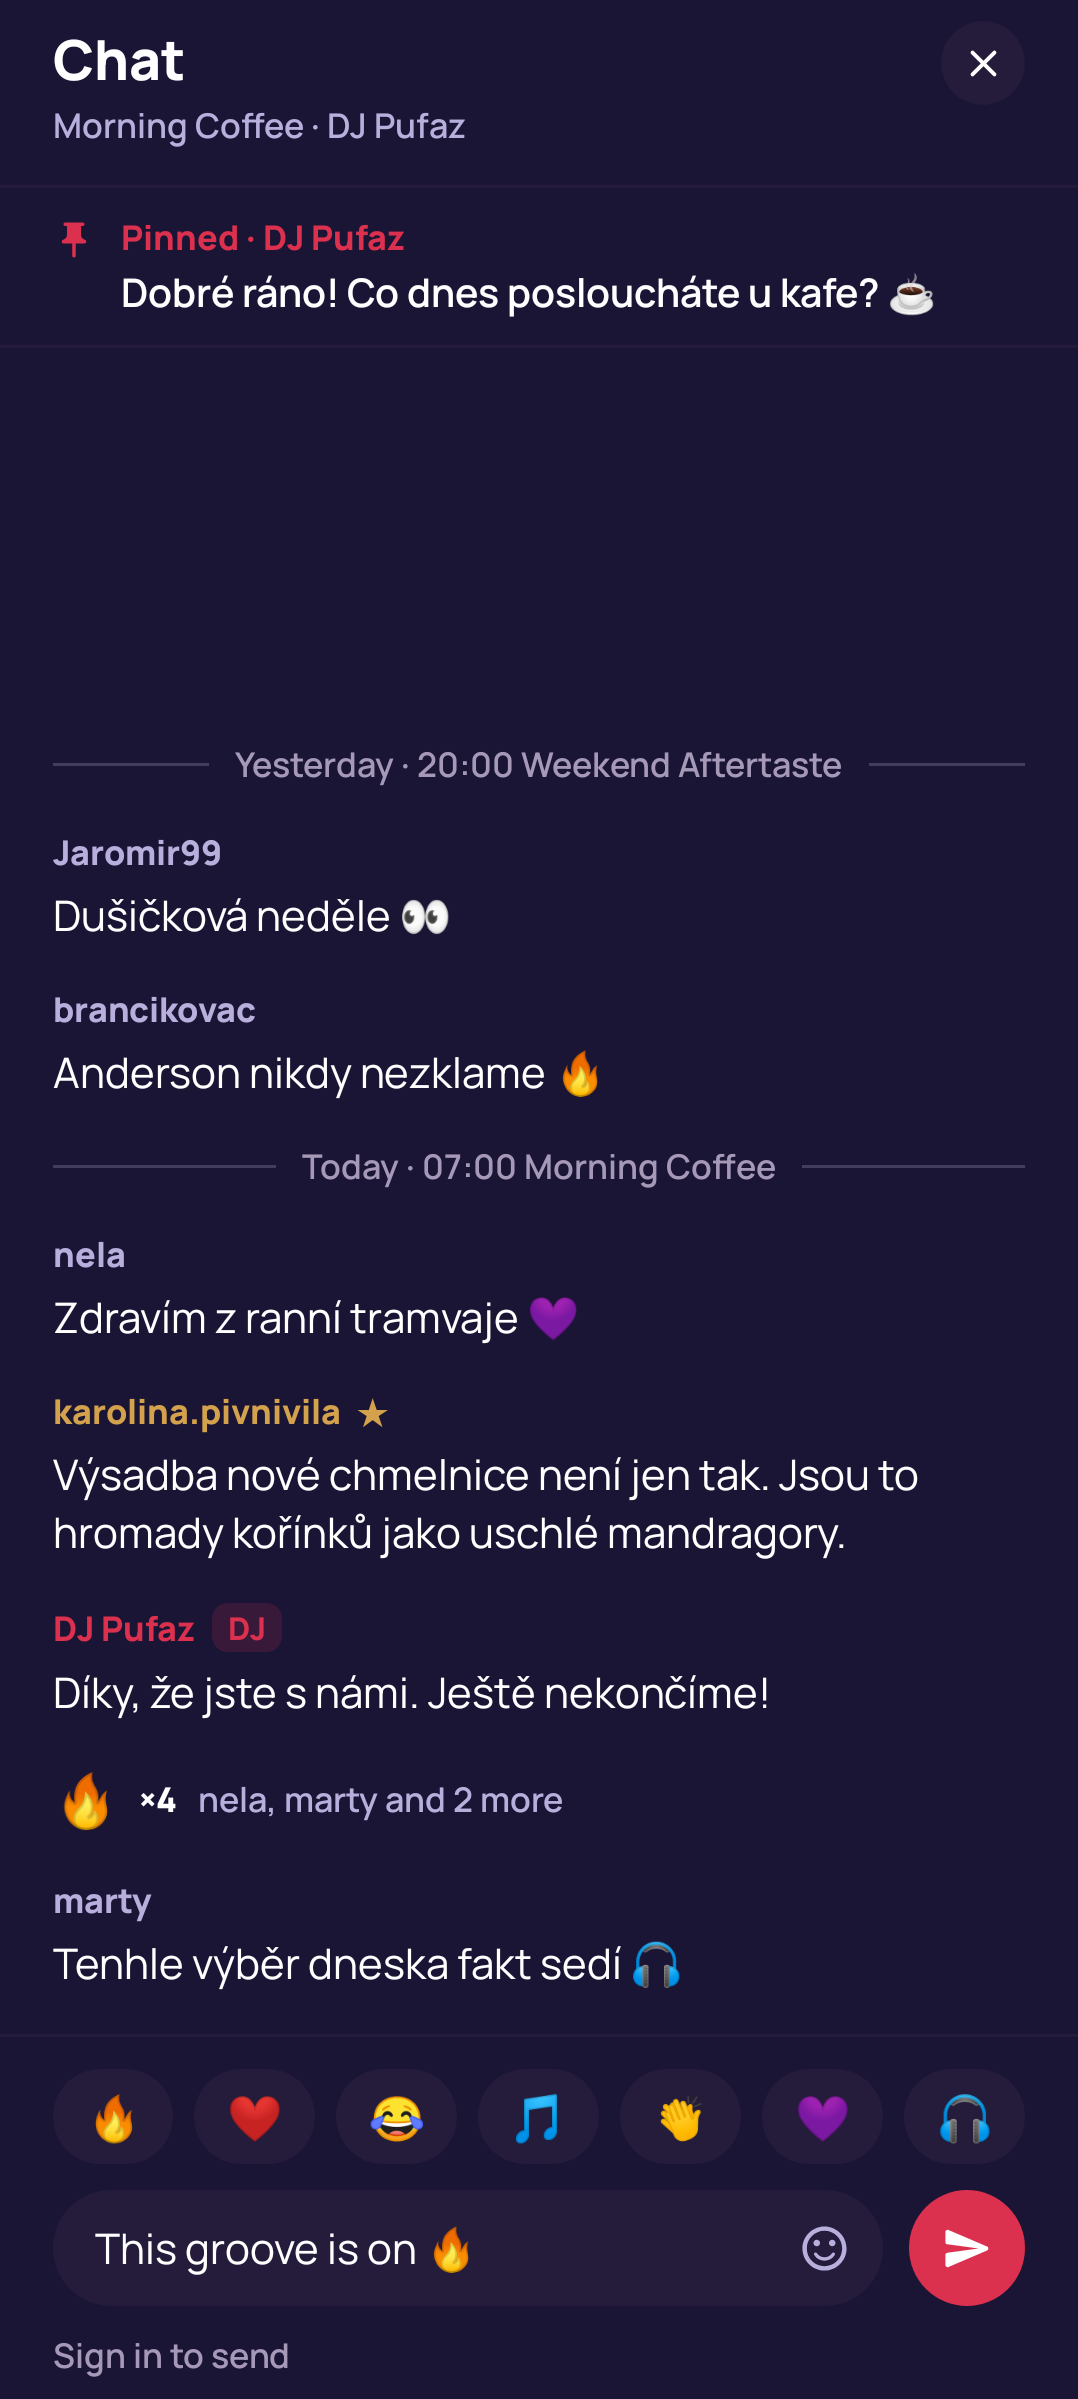 Chat
Morning Coffee · DJ Pufaz
Pinned · DJ Pufaz
Dobré ráno! Co dnes posloucháte u kafe? ☕
Yesterday · 20:00 Weekend Aftertaste
Jaromir99
Dušičková neděle 👀
brancikovac
Anderson nikdy nezklame 🔥
Today · 07:00 Morning Coffee
nela
Zdravím z ranní tramvaje 💜
karolina.pivnivila ★
Výsadba nové chmelnice není jen tak. Jsou to
hromady kořínků jako uschlé mandragory.
DJ Pufaz DJ
Díky, že jste s námi. Ještě nekončíme!
🔥 ×4 nela, marty and 2 more
marty
Tenhle výběr dneska fakt sedí 🎧
🔥 ❤️ 😂 🎵 👏 💜 🎧
This groove is on 🔥
Sign in to send